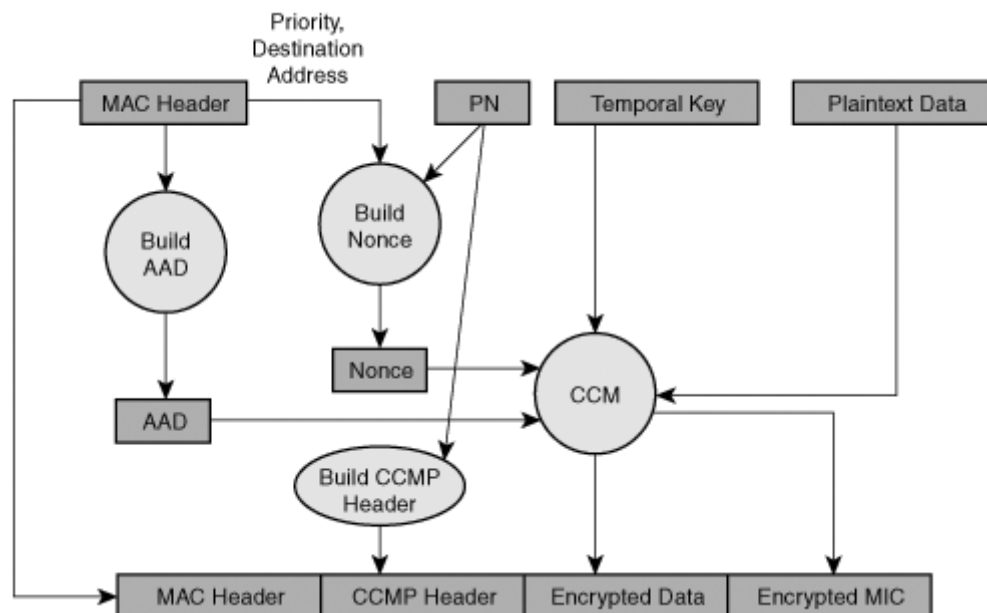 Priority,
Destination
Address
MAC Header
PN
Temporal Key
Plaintext Data
Build
AAD
Build
Nonce
Nonce
CCM
AAD
Build CCMP
Header
MAC Header
CCMP Header
Encrypted Data
Encrypted MIC